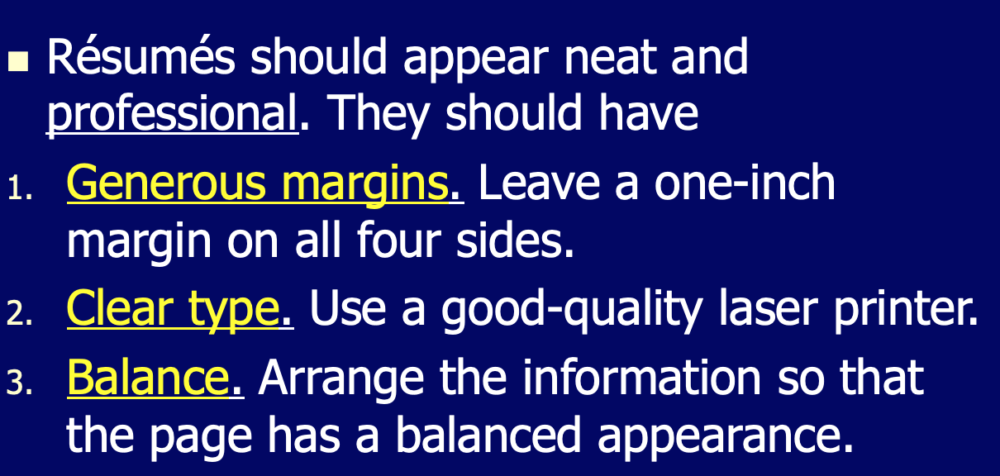 Résumés should appear neat and
professional. They should have
1. Generous margins. Leave a one-inch
margin on all four sides.
2. Clear type. Use a good-quality laser printer.
3. Balance. Arrange the information so that
the page has a balanced appearance.